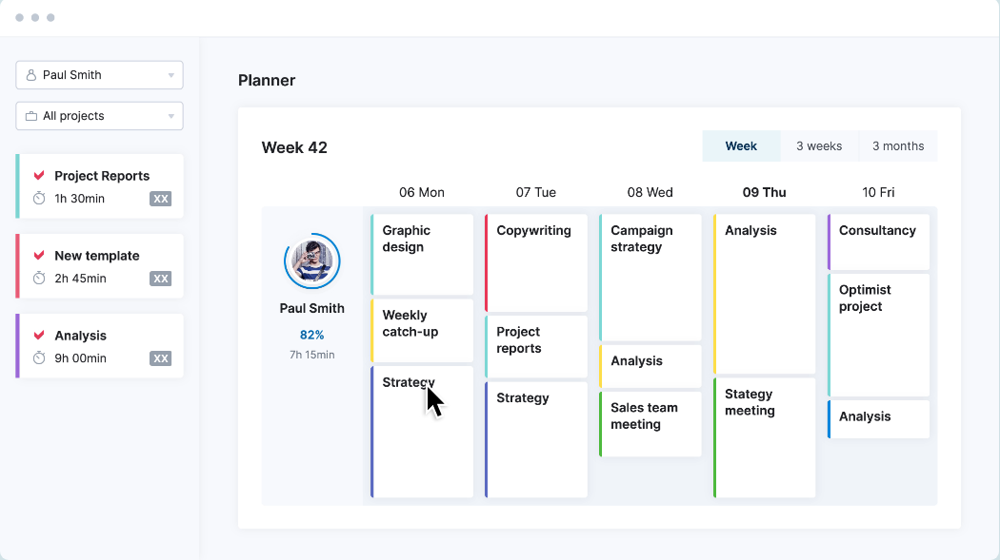 Paul Smith
All projects
Project Reports
1h 30min
XX
New template
2h 45min
XX
Analysis
9h 00min
XX
Planner
Week 42
Week
3 weeks
3 months
06 Mon
07 Tue
08 Wed
09 Thu
10 Fri
Paul Smith
82%
7h 15min
Graphic
design
Weekly
catch-up
Strategy
Copywriting
Project
reports
Strategy
Campaign
strategy
Analysis
Sales team
meeting
Analysis
Stategy
meeting
Consultancy
Optimist
project
Analysis